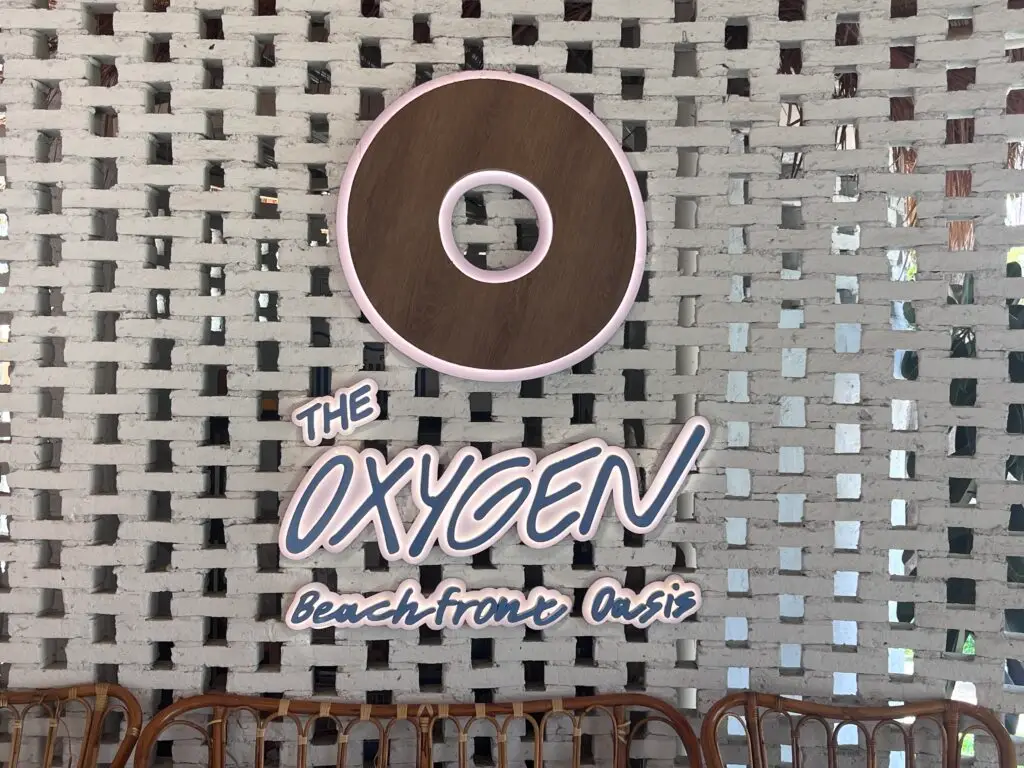 THE
OXYGEN
Beachfront Oasis